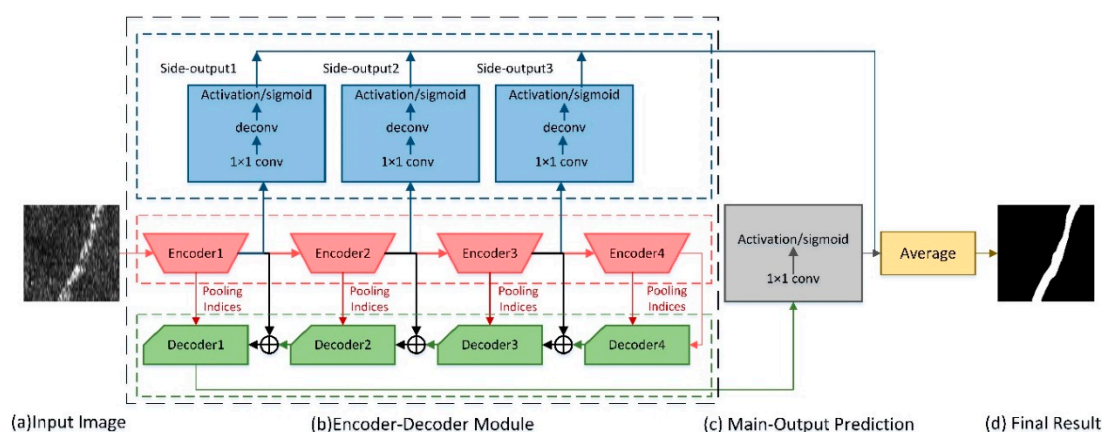 Side-output1
Side-output2
Side-output3
Activation/sigmoid
deconv
1×1 conv
Activation/sigmoid
deconv
1×1 conv
Activation/sigmoid
deconv
1×1 conv
Encoder1
Encoder2
Encoder3
Encoder4
Pooling
Indices
Pooling
Indices
Pooling
Indices
Pooling
Indices
Decoder1
Decoder2
Decoder3
Decoder4
Activation/sigmoid
1×1 conv
Average
(a)Input Image
(b)Encoder-Decoder Module
(c) Main-Output Prediction
(d) Final Result